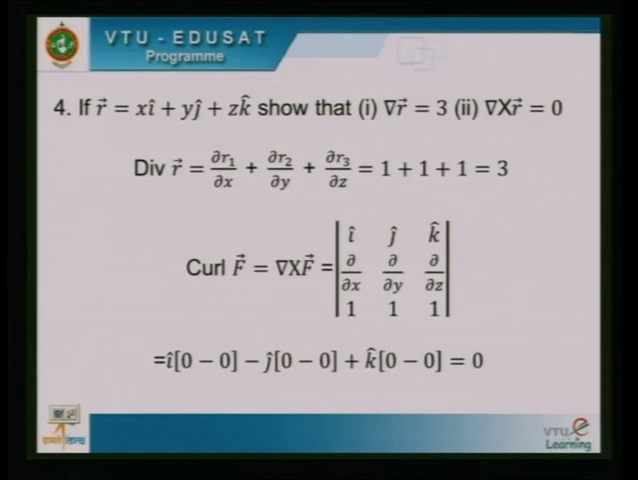 VTU - EDUSAT
Programme
4. If r⃗ = xî + yĵ + zk̂ show that (i) ∇r⃗ = 3 (ii) ∇Xr⃗ = 0
Div r⃗ = ∂r₁/∂x + ∂r₂/∂y + ∂r₃/∂z = 1 + 1 + 1 = 3
Curl F⃗ = ∇XF⃗ = | î ĵ k̂ |
| ∂/∂x ∂/∂y ∂/∂z |
| 1 1 1 |
=î[0 − 0] − ĵ[0 − 0] + k̂[0 − 0] = 0
VTU e
Learning